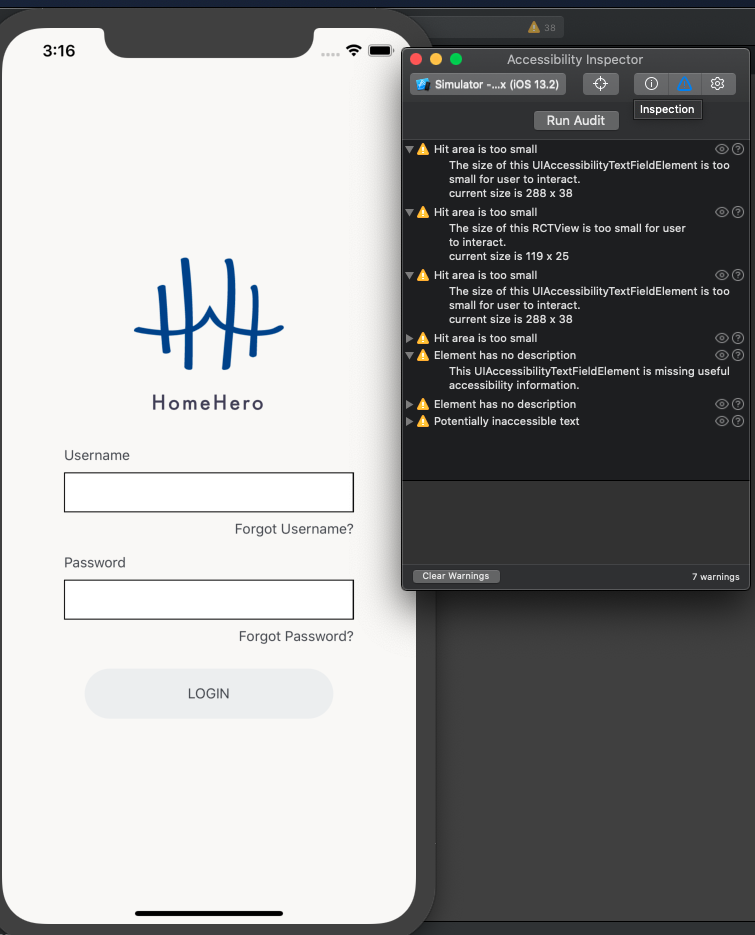 3:16
38
Accessibility Inspector
Simulator -...x (iOS 13.2)
Inspection
Run Audit
Hit area is too small
The size of this UIAccessibilityTextFieldElement is too
small for user to interact.
current size is 288 x 38
Hit area is too small
The size of this RCTView is too small for user
to interact.
current size is 119 x 25
Hit area is too small
The size of this UIAccessibilityTextFieldElement is too
small for user to interact.
current size is 288 x 38
Hit area is too small
Element has no description
This UIAccessibilityTextFieldElement is missing useful
accessibility information.
Element has no description
Potentially inaccessible text
Clear Warnings
7 warnings
HomeHero
Username
Forgot Username?
Password
Forgot Password?
LOGIN